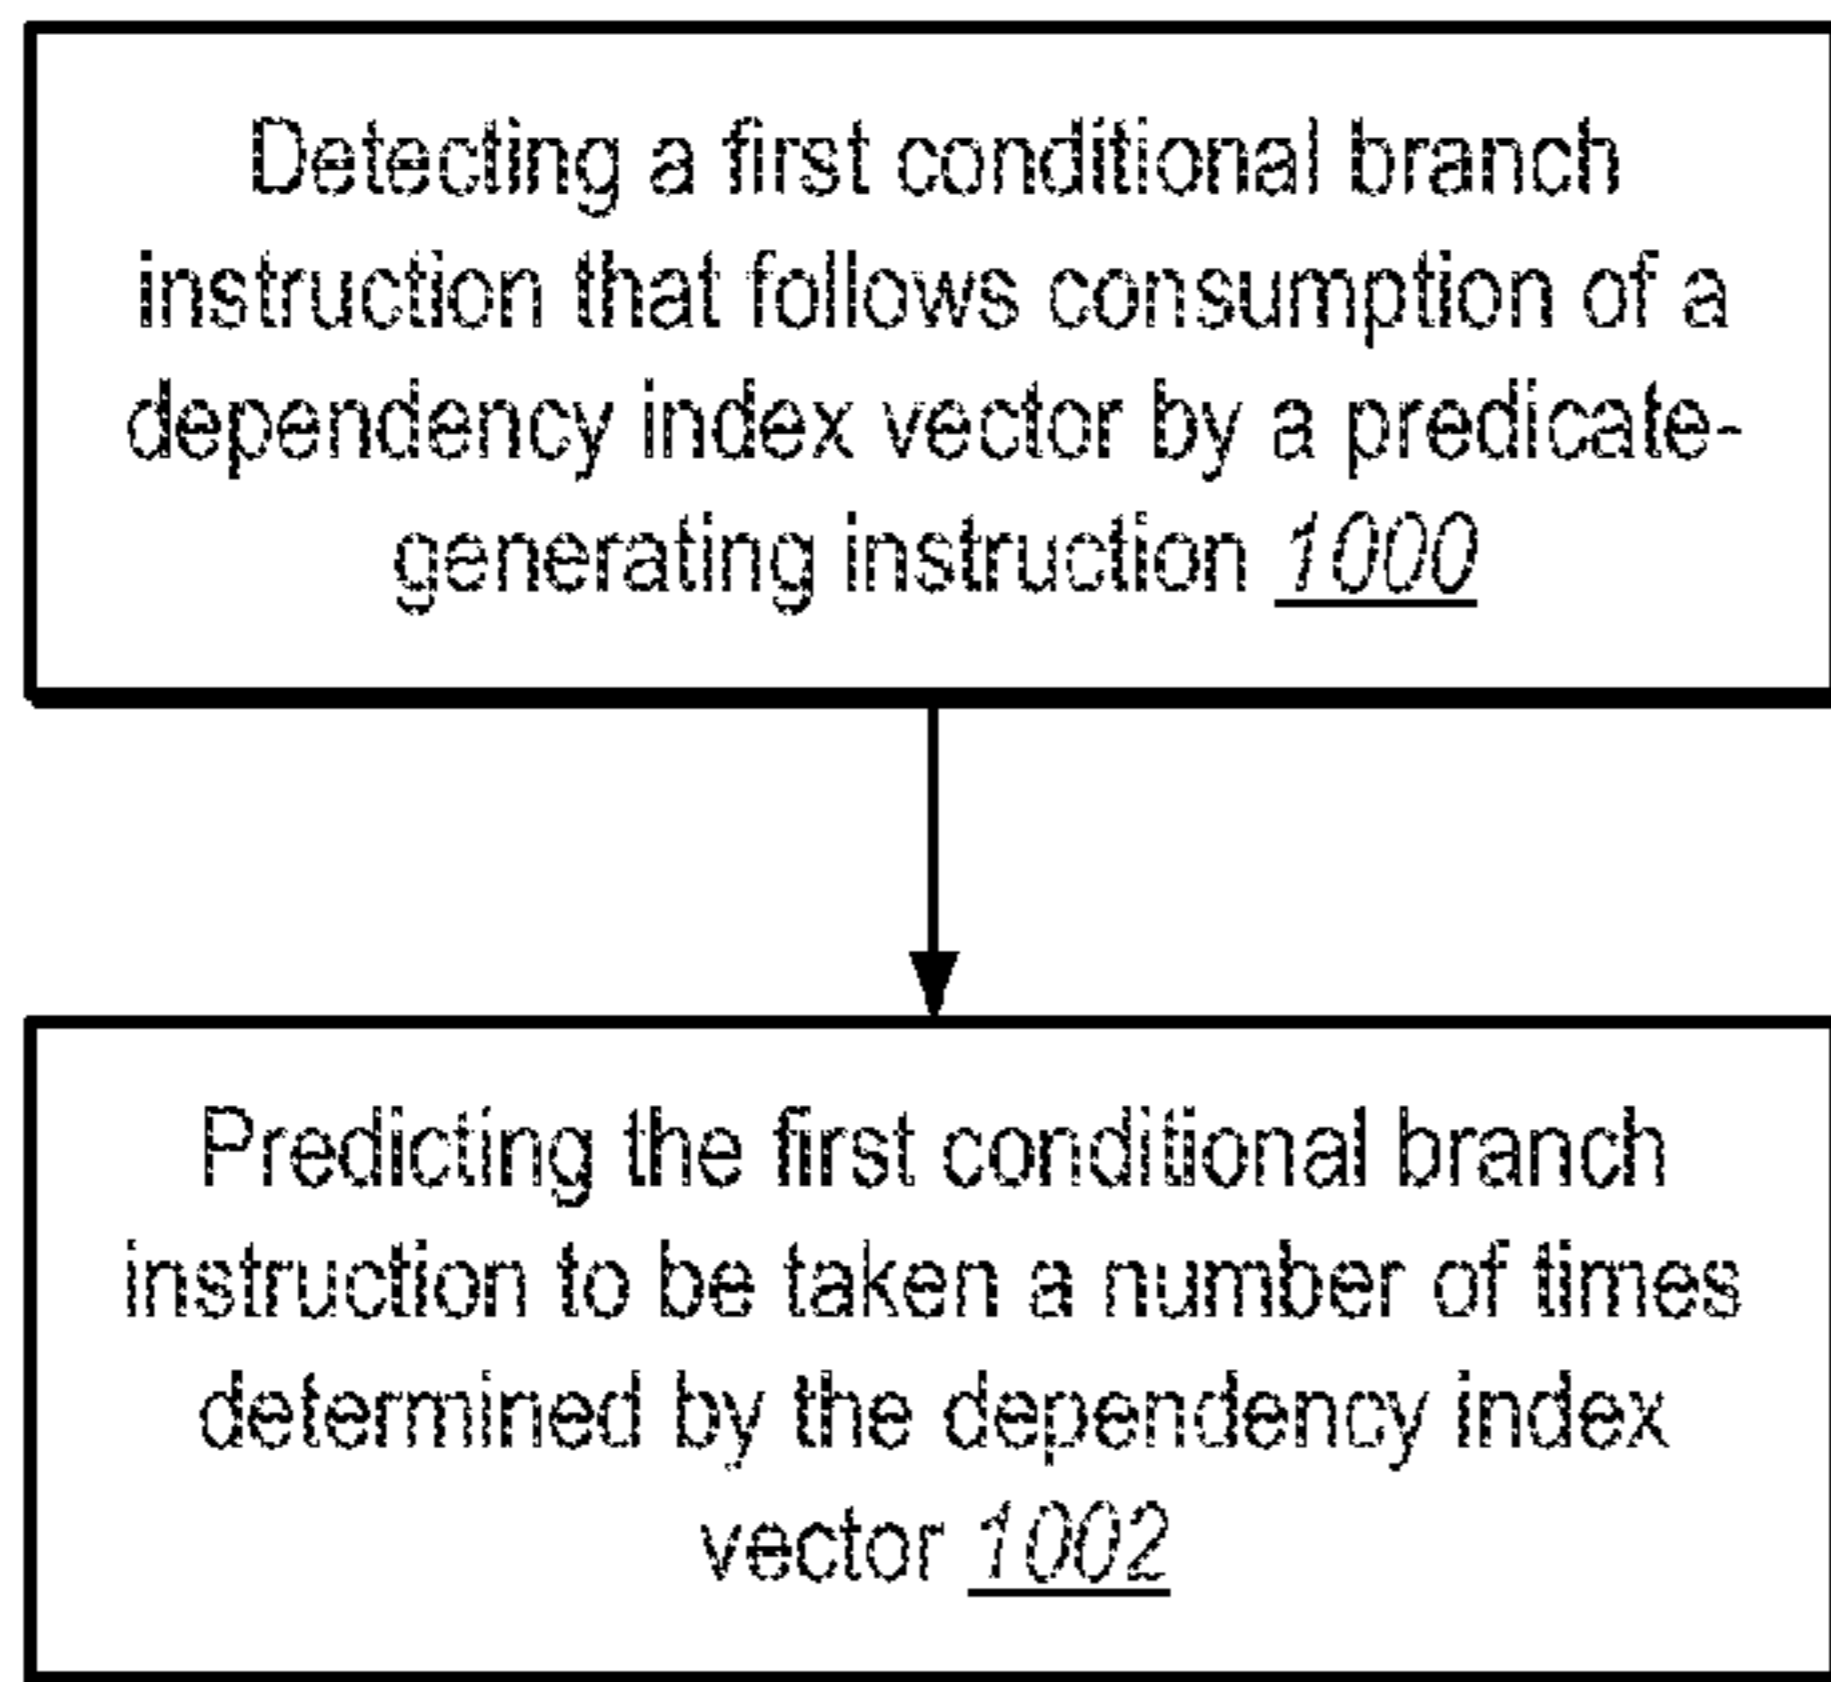 Detecting a first conditional branch
instruction that follows consumption of a
dependency index vector by a predicate-
generating instruction 1000
Predicting the first conditional branch
instruction to be taken a number of times
determined by the dependency index
vector 1002